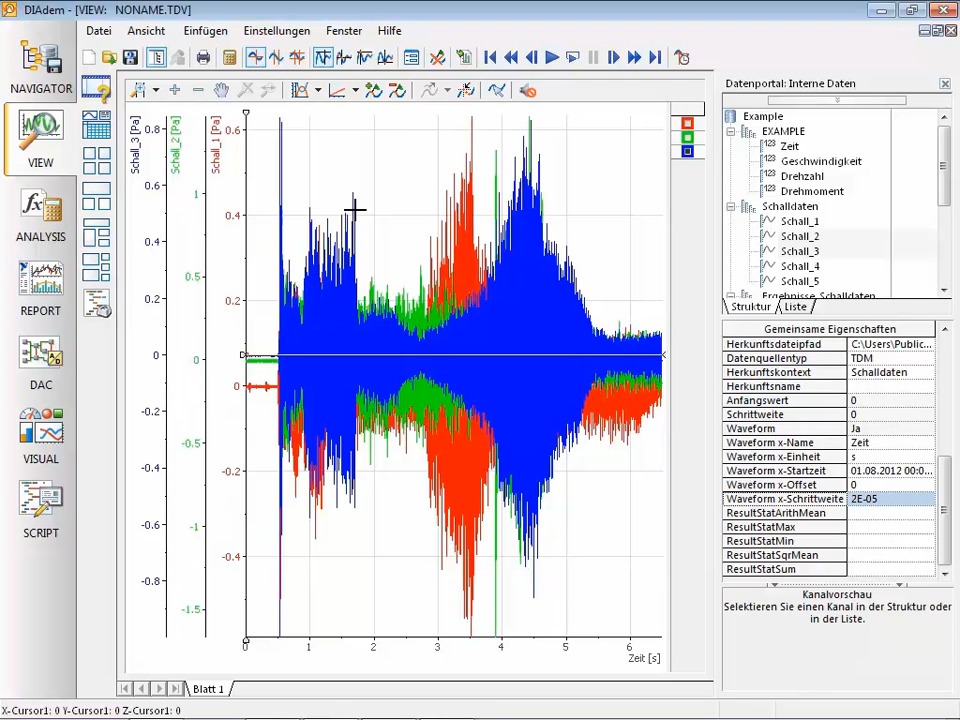 DIAdem - [VIEW: NONAME.TDV]
Datei Ansicht Einfügen Einstellungen Fenster Hilfe
NAVIGATOR
VIEW
ANALYSIS
REPORT
DAC
VISUAL
SCRIPT
Schall_3 [Pa]
0.8
0.6
0.4
0.2
0
-0.2
-0.4
-0.6
-0.8
Schall_2 [Pa]
1
0.5
0
-0.5
-1
-1.5
Schall_1 [Pa]
0.6
0.4
0.2
0
-0.2
-0.4
0 1 2 3 4 5 6
Zeit [s]
Blatt 1
Datenportal: Interne Daten
Example
EXAMPLE
123 Zeit
123 Geschwindigkeit
123 Drehzahl
123 Drehmoment
Schalldaten
Schall_1
Schall_2
Schall_3
Schall_4
Schall_5
Ergebnisse_Schalldaten
Struktur Liste
Gemeinsame Eigenschaften
Herkunftsdateipfad C:\Users\Public...
Datenquellentyp TDM
Herkunftskontext Schalldaten
Herkunftsname
Anfangswert 0
Schrittweite 0
Waveform Ja
Waveform x-Name Zeit
Waveform x-Einheit s
Waveform x-Startzeit 01.08.2012 00:0...
Waveform x-Offset 0
Waveform x-Schrittweite 2E-05
ResultStatArithMean
ResultStatMax
ResultStatMin
ResultStatSqrMean
ResultStatSum
Kanalvorschau
Selektieren Sie einen Kanal in der Struktur oder
in der Liste.
X-Cursor1: 0 Y-Cursor1: 0 Z-Cursor1: 0